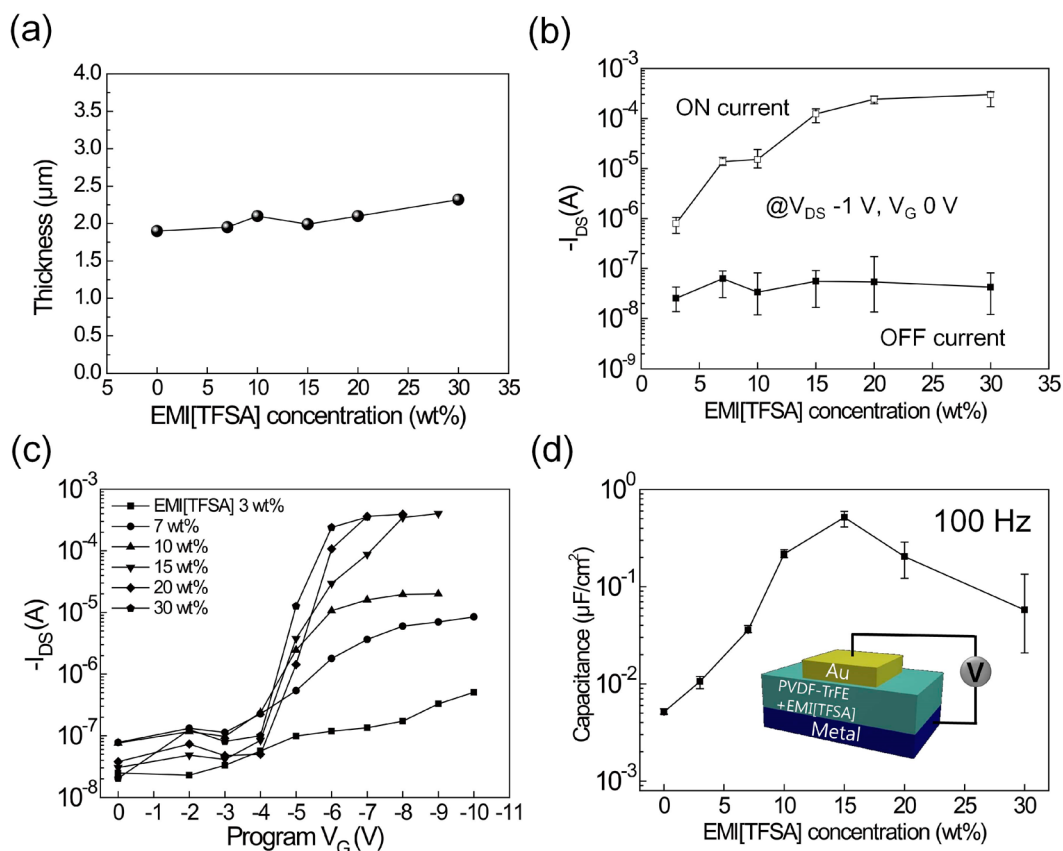 (a)
4.0
3.5
3.0
2.5
2.0
1.5
1.0
0.5
0.0
Thickness (µm)
5 0 5 10 15 20 25 30 35
EMI[TFSA] concentration (wt%)
(b)
10⁻³
10⁻⁴
10⁻⁵
10⁻⁶
10⁻⁷
10⁻⁸
10⁻⁹
-I_DS(A)
ON current
@V_DS -1 V, V_G 0 V
OFF current
0 5 10 15 20 25 30 35
EMI[TFSA] concentration (wt%)
(c)
10⁻³
10⁻⁴
10⁻⁵
10⁻⁶
10⁻⁷
10⁻⁸
-I_DS(A)
EMI[TFSA] 3 wt%
7 wt%
10 wt%
15 wt%
20 wt%
30 wt%
0 -1 -2 -3 -4 -5 -6 -7 -8 -9 -10 -11
Program V_G (V)
(d)
10⁰
10⁻¹
10⁻²
10⁻³
Capacitance (µF/cm²)
100 Hz
Au
V
PVDF-TrFE
+EMI[TFSA]
Metal
0 5 10 15 20 25 30
EMI[TFSA] concentration (wt%)